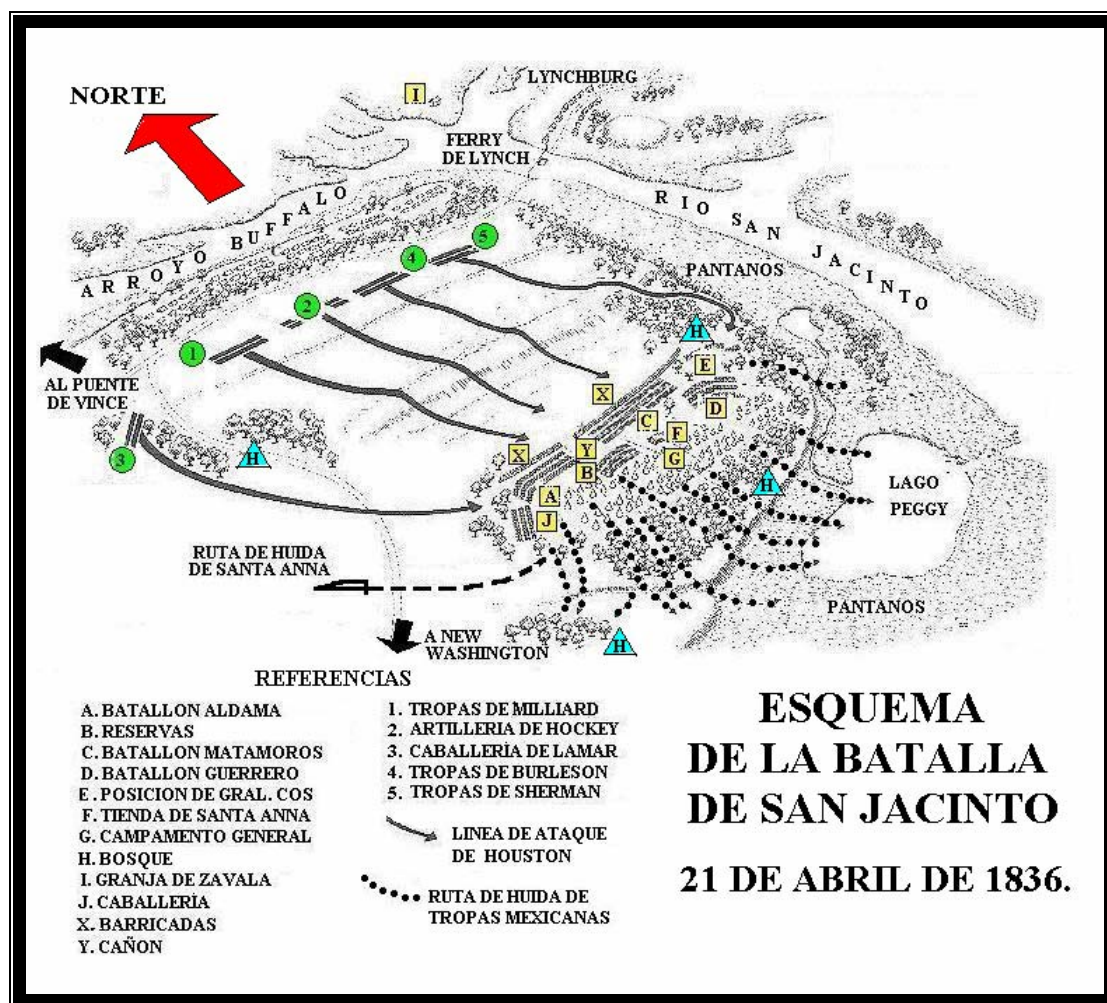 NORTE
I
LYNCHBURG
FERRY
DE LYNCH
ARROYO BUFFALO
RIO SAN JACINTO
PANTANOS
5
4
2
1
3
AL PUENTE
DE VINCE
H
H
E
X
D
C
F
Y
G
X
B
A
J
H
LAGO
PEGGY
RUTA DE HUIDA
DE SANTA ANNA
PANTANOS
A NEW
WASHINGTON
H
REFERENCIAS
A. BATALLON ALDAMA
B. RESERVAS
C. BATALLON MATAMOROS
D. BATALLON GUERRERO
E. POSICION DE GRAL. COS
F. TIENDA DE SANTA ANNA
G. CAMPAMENTO GENERAL
H. BOSQUE
I. GRANJA DE ZAVALA
J. CABALLERÍA
X. BARRICADAS
Y. CAÑON
1. TROPAS DE MILLIARD
2. ARTILLERIA DE HOCKEY
3. CABALLERÍA DE LAMAR
4. TROPAS DE BURLESON
5. TROPAS DE SHERMAN
LINEA DE ATAQUE
DE HOUSTON
RUTA DE HUIDA DE
TROPAS MEXICANAS
ESQUEMA
DE LA BATALLA
DE SAN JACINTO
21 DE ABRIL DE 1836.